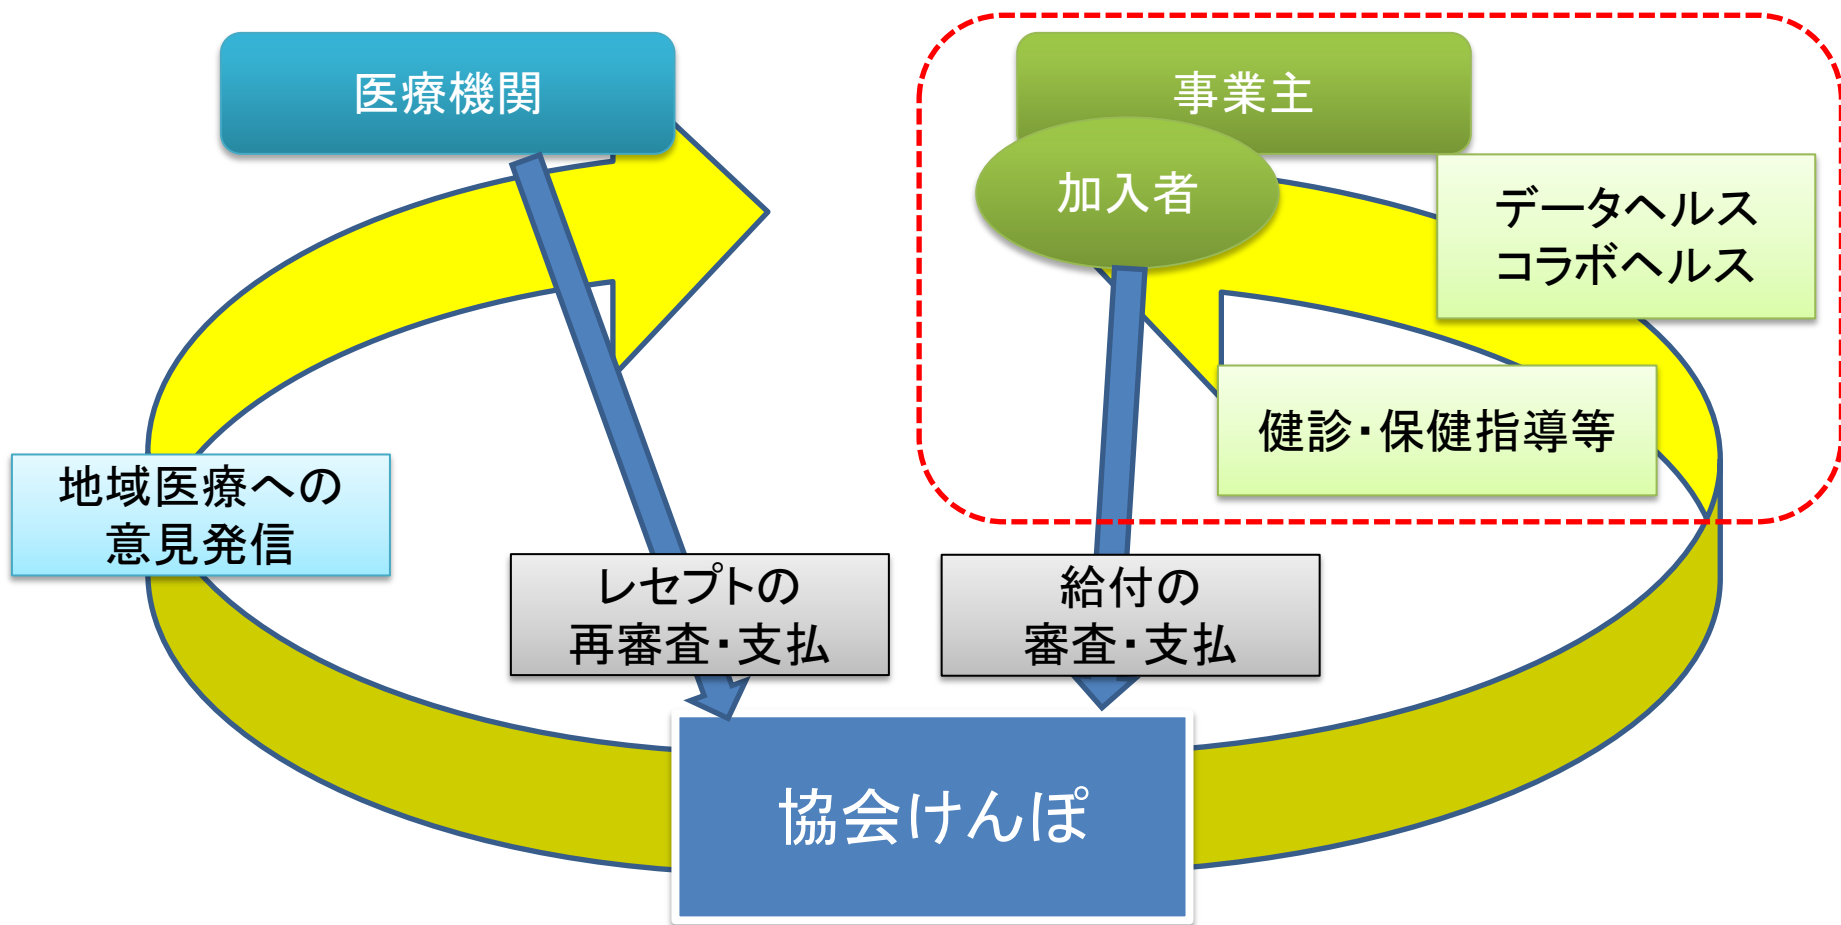 医療機関
事業主
加入者
データヘルス
コラボヘルス
健診・保健指導等
地域医療への
意見発信
レセプトの
再審査・支払
給付の
審査・支払
協会けんぽ